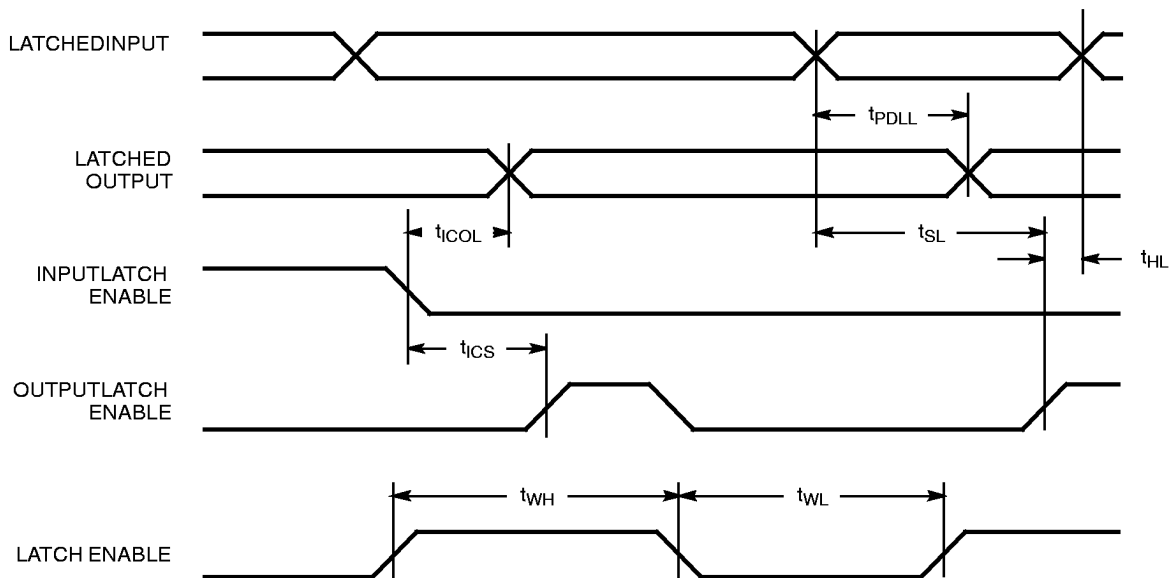 LATCHEDINPUT
tPDLL
LATCHED
OUTPUT
tICOL
tSL
INPUTLATCH
ENABLE
tHL
tICS
OUTPUTLATCH
ENABLE
tWH
tWL
LATCH ENABLE